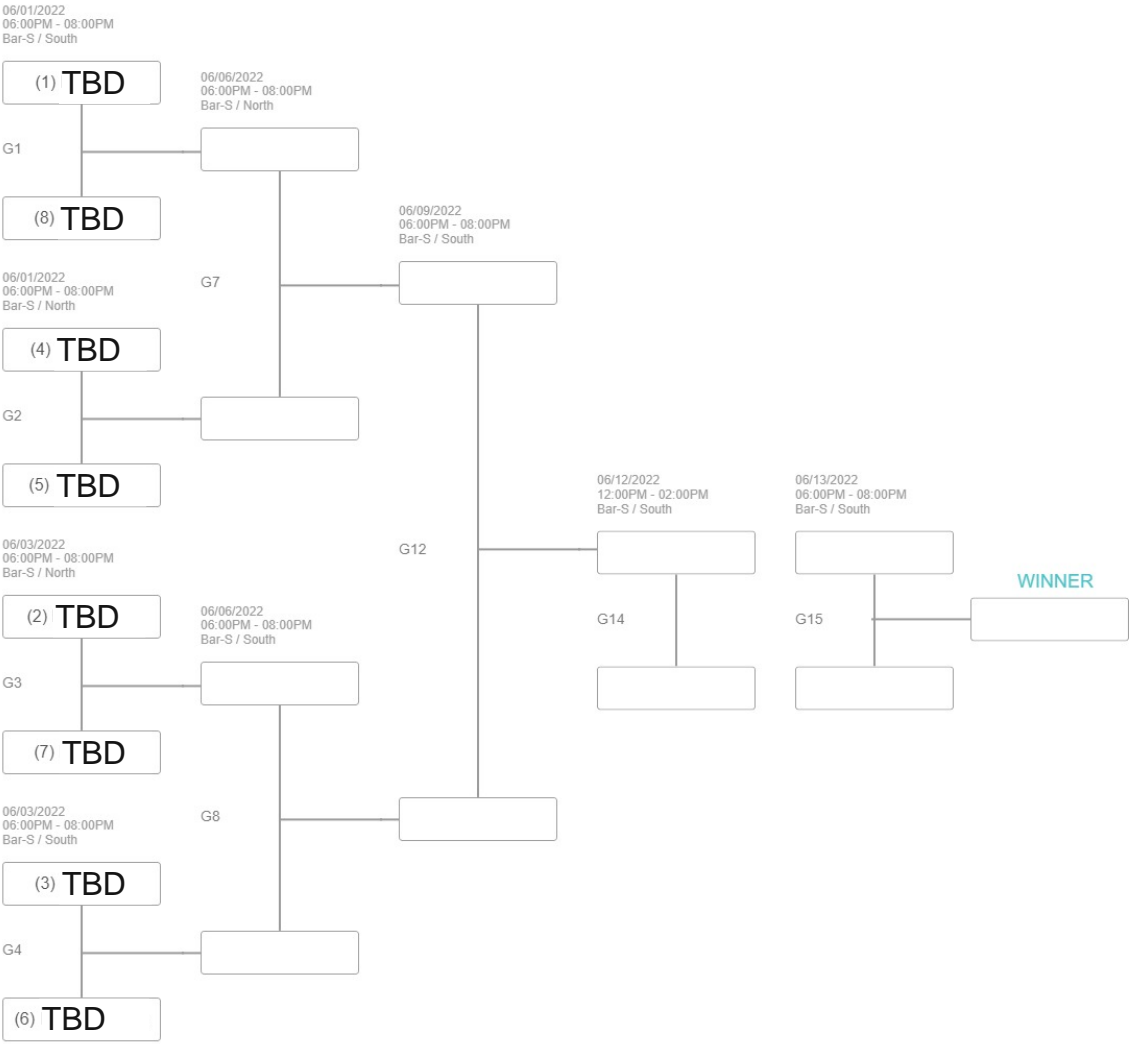 06/01/2022
06:00PM - 08:00PM
Bar-S / South
(1) TBD
G1
(8) TBD
06/01/2022
06:00PM - 08:00PM
Bar-S / North
(4) TBD
G2
(5) TBD
06/03/2022
06:00PM - 08:00PM
Bar-S / North
(2) TBD
G3
(7) TBD
06/03/2022
06:00PM - 08:00PM
Bar-S / South
(3) TBD
G4
(6) TBD
06/06/2022
06:00PM - 08:00PM
Bar-S / North
G7
06/06/2022
06:00PM - 08:00PM
Bar-S / South
G8
06/09/2022
06:00PM - 08:00PM
Bar-S / South
G12
06/12/2022
12:00PM - 02:00PM
Bar-S / South
G14
06/13/2022
06:00PM - 08:00PM
Bar-S / South
G15
WINNER